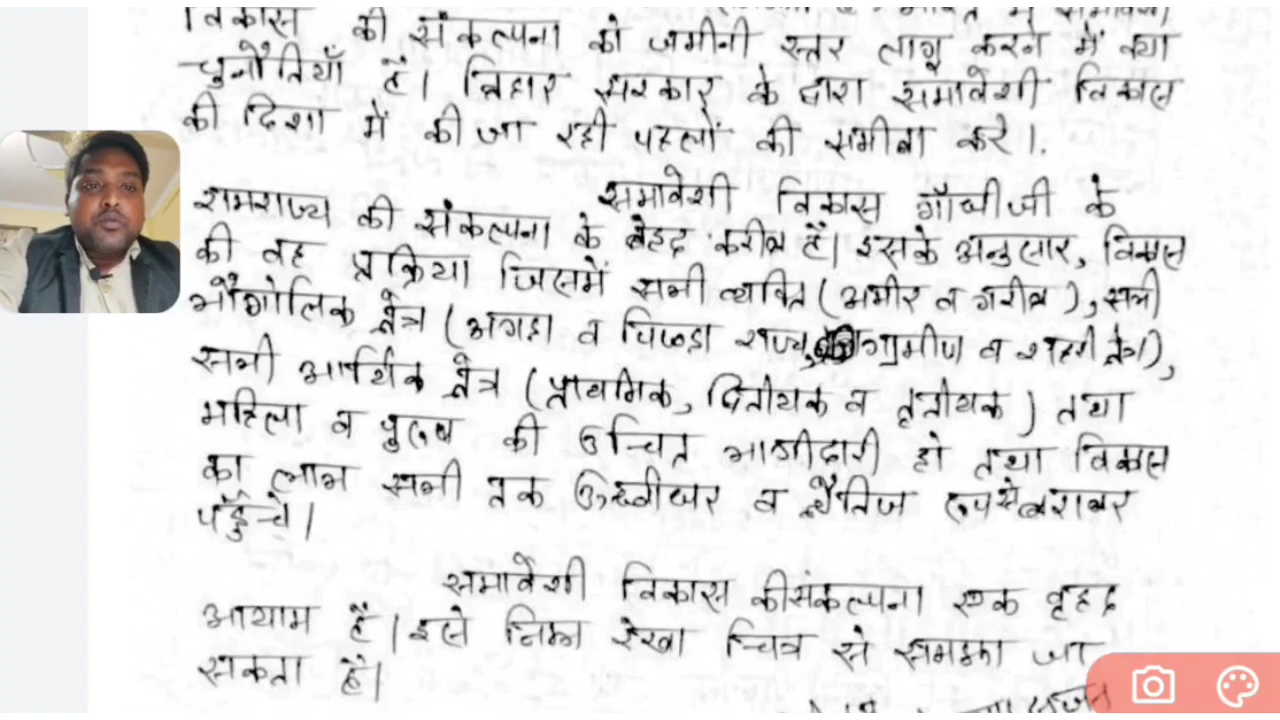 विकास की संकल्पना को जमीनी स्तर लागू करने में क्या
चुनौतियाँ हैं। बिहार सरकार के द्वारा समावेशी विकास
की दिशा में की जा रही पहलों की समीक्षा करें।
समावेशी विकास गाँधीजी के
रामराज्य की संकल्पना के बेहद करीब है। इसके अनुसार, विकास
की वह प्रक्रिया जिसमें सभी व्यक्ति (अमीर व गरीब), सभी
भौगोलिक क्षेत्र (अगड़ा व पिछड़ा राज्य, ग्रामीण व शहरी क्षेत्र),
सभी आर्थिक क्षेत्र (प्राथमिक, द्वितीयक व तृतीयक) तथा
महिला व पुरुष की उचित भागीदारी हो तथा विकास
का लाभ सभी तक ऊर्ध्वाधर व क्षैतिज रूप से बराबर
पहुँचे।
समावेशी विकास की संकल्पना एक वृहद
आयाम है। इसे निम्न रेखा चित्र से समझा जा
सकता है।